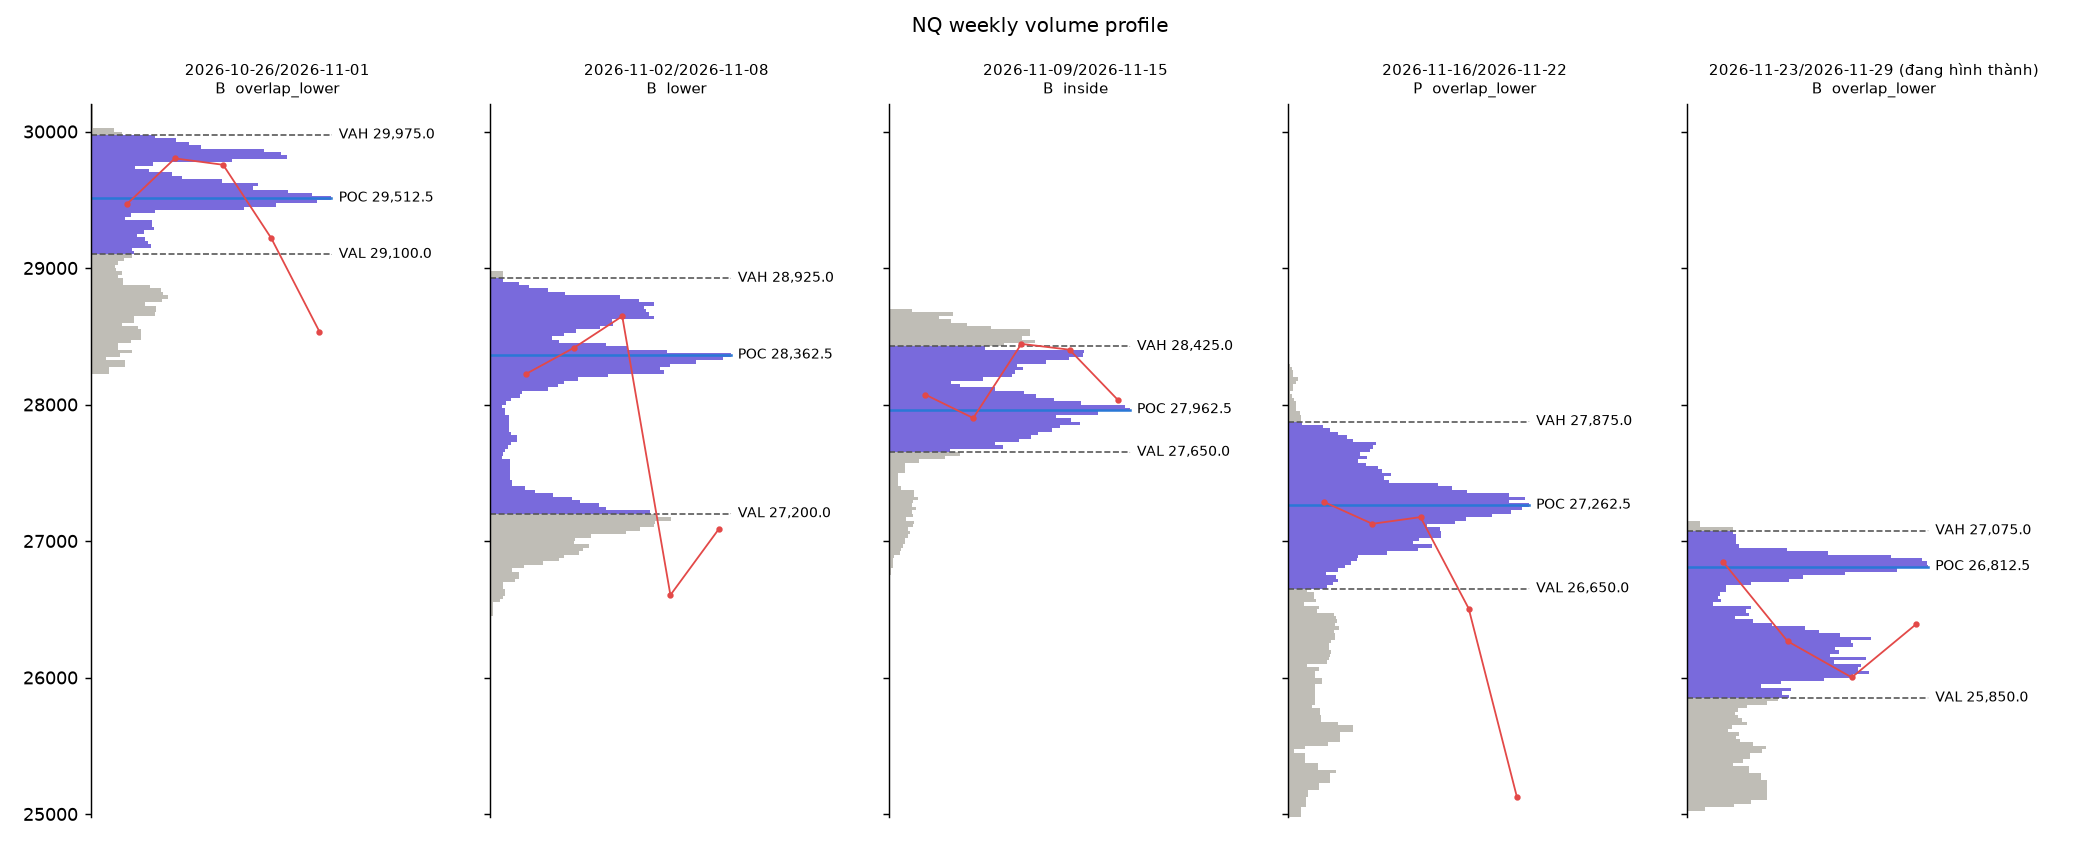 NQ weekly volume profile
2026-10-26/2026-11-01
B  overlap_lower
2026-11-02/2026-11-08
B  lower
2026-11-09/2026-11-15
B  inside
2026-11-16/2026-11-22
P  overlap_lower
2026-11-23/2026-11-29 (đang hình thành)
B  overlap_lower
30000
29000
28000
27000
26000
25000
VAH 29,975.0
POC 29,512.5
VAL 29,100.0
VAH 28,925.0
POC 28,362.5
VAL 27,200.0
VAH 28,425.0
POC 27,962.5
VAL 27,650.0
VAH 27,875.0
POC 27,262.5
VAL 26,650.0
VAH 27,075.0
POC 26,812.5
VAL 25,850.0